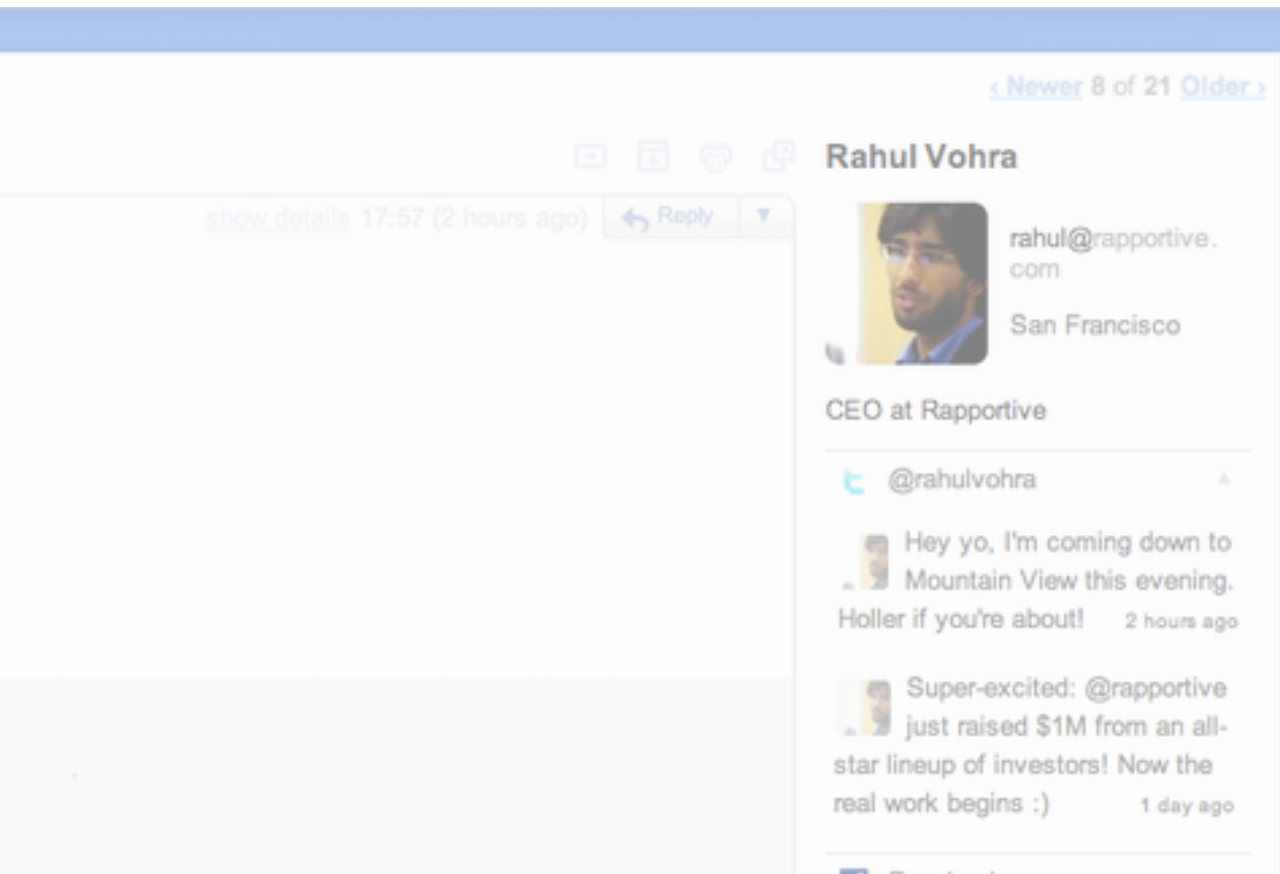 ‹ Newer 8 of 21 Older ›
Rahul Vohra
show details 17:57 (2 hours ago) Reply
rahul@rapportive.
com
San Francisco
CEO at Rapportive
@rahulvohra
Hey yo, I'm coming down to
Mountain View this evening.
Holler if you're about! 2 hours ago
Super-excited: @rapportive
just raised $1M from an all-
star lineup of investors! Now the
real work begins :) 1 day ago